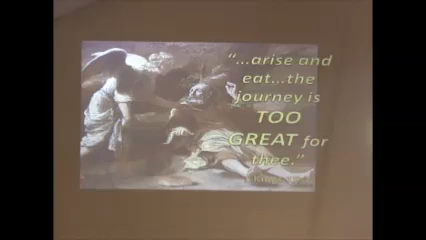 “...arise and
eat...the
journey is
TOO
GREAT for
thee.”